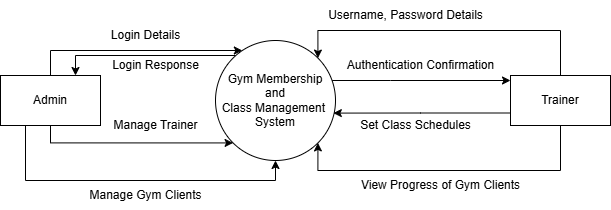 Username, Password Details
Login Details
Login Response
Authentication Confirmation
Gym Membership
and
Class Management
System
Admin
Trainer
Manage Trainer
Set Class Schedules
View Progress of Gym Clients
Manage Gym Clients